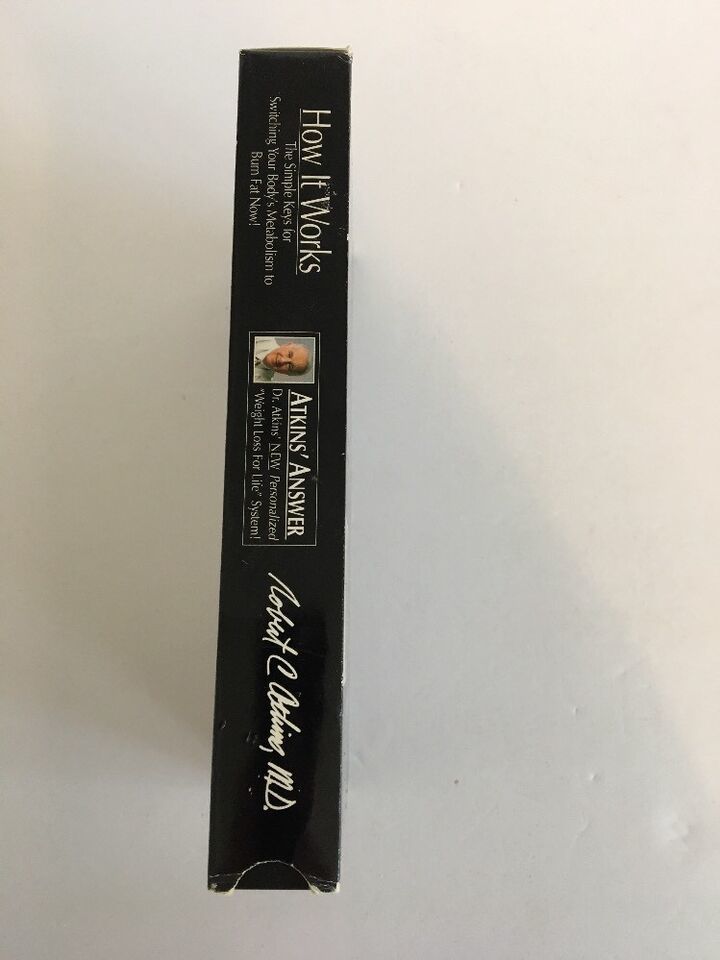 How It Works
The Simple Keys for
Switching Your Body's Metabolism to
Burn Fat Now!
ATKINS' ANSWER
Dr. Atkins' NEW Personalized
"Weight Loss For Life" System!
Robert C Atkins, M.D.